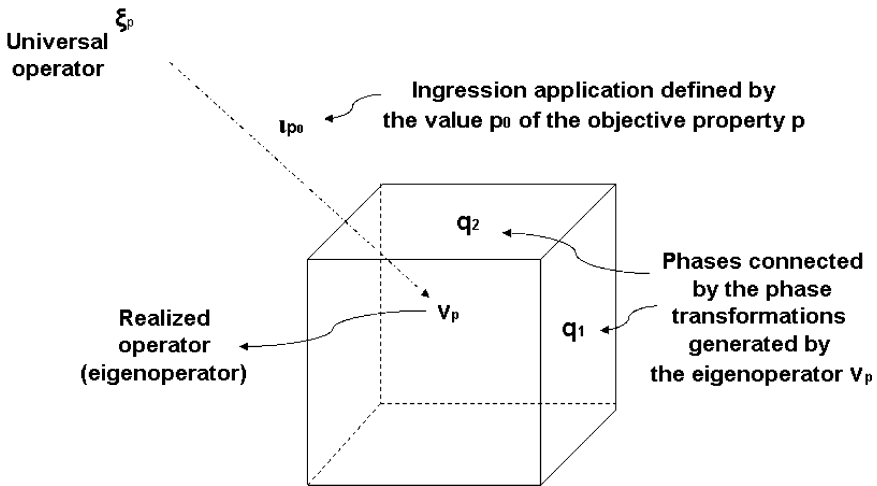 ξp
Universal
operator
Ingression application defined by
the value p0 of the objective property p
ιp0
q2
Phases connected
by the phase
transformations
generated by
the eigenoperator vp
vp
q1
Realized
operator
(eigenoperator)